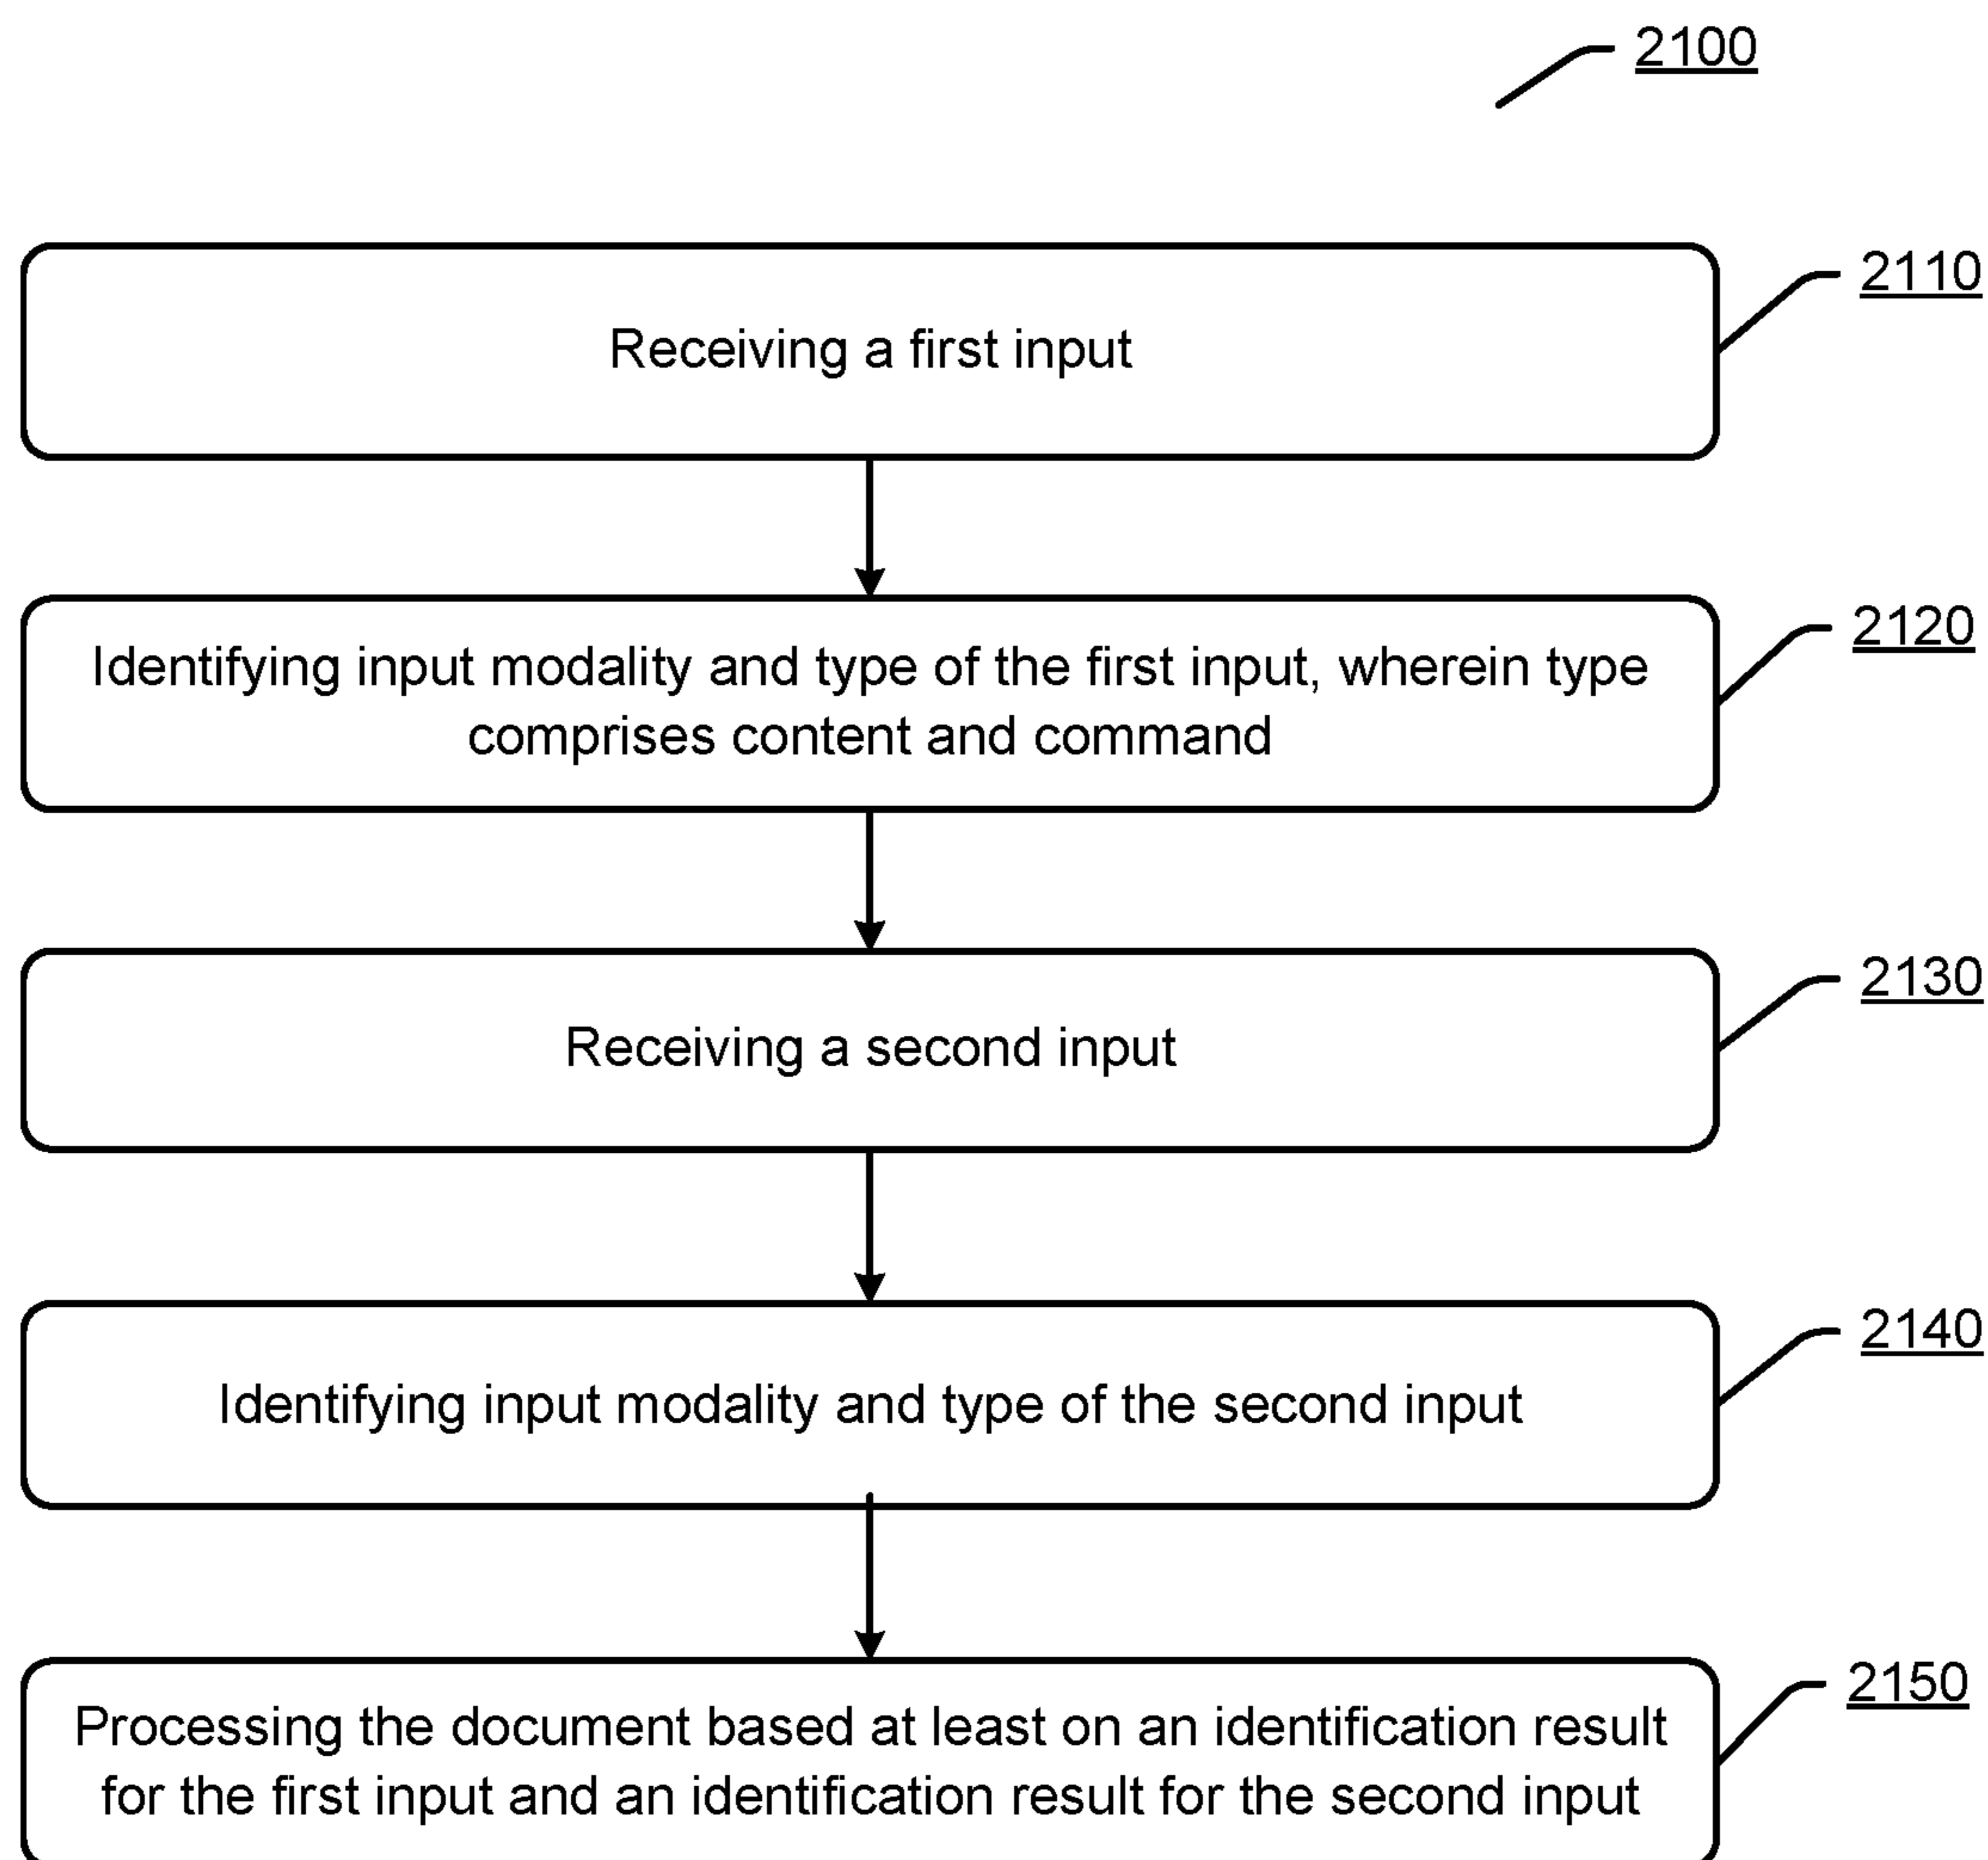 2100
2110
Receiving a first input
2120
Identifying input modality and type of the first input, wherein type
comprises content and command
2130
Receiving a second input
2140
Identifying input modality and type of the second input
2150
Processing the document based at least on an identification result
for the first input and an identification result for the second input